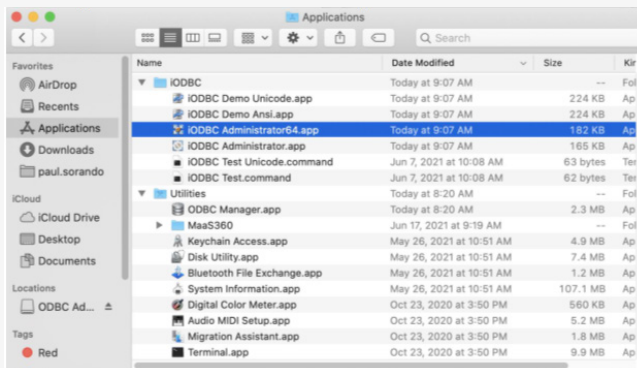 Applications
Search
Favorites
AirDrop
Recents
Applications
Downloads
paul.sorando
iCloud
iCloud Drive
Desktop
Documents
Locations
ODBC Ad...
Tags
Red
Name Date Modified Size Kir
iODBC Today at 9:07 AM -- Fol
iODBC Demo Unicode.app Today at 9:07 AM 224 KB Ap
iODBC Demo Ansi.app Today at 9:07 AM 224 KB Ap
iODBC Administrator64.app Today at 9:07 AM 182 KB Ap
iODBC Administrator.app Today at 9:07 AM 165 KB Ap
iODBC Test Unicode.command Jun 7, 2021 at 10:08 AM 63 bytes Ter
iODBC Test.command Jun 7, 2021 at 10:08 AM 62 bytes Ter
Utilities Today at 8:20 AM -- Fol
ODBC Manager.app Today at 8:20 AM 2.3 MB Ap
MaaS360 Jun 17, 2021 at 9:19 AM -- Fol
Keychain Access.app May 26, 2021 at 10:51 AM 4.9 MB Ap
Disk Utility.app May 26, 2021 at 10:51 AM 7.4 MB Ap
Bluetooth File Exchange.app May 26, 2021 at 10:51 AM 1.2 MB Ap
System Information.app May 26, 2021 at 10:51 AM 107.1 MB Ap
Digital Color Meter.app Oct 23, 2020 at 3:50 PM 560 KB Ap
Audio MIDI Setup.app Oct 23, 2020 at 3:50 PM 5.2 MB Ap
Migration Assistant.app Oct 23, 2020 at 3:50 PM 1.8 MB Ap
Terminal.app Oct 23, 2020 at 3:50 PM 9.9 MB Ap